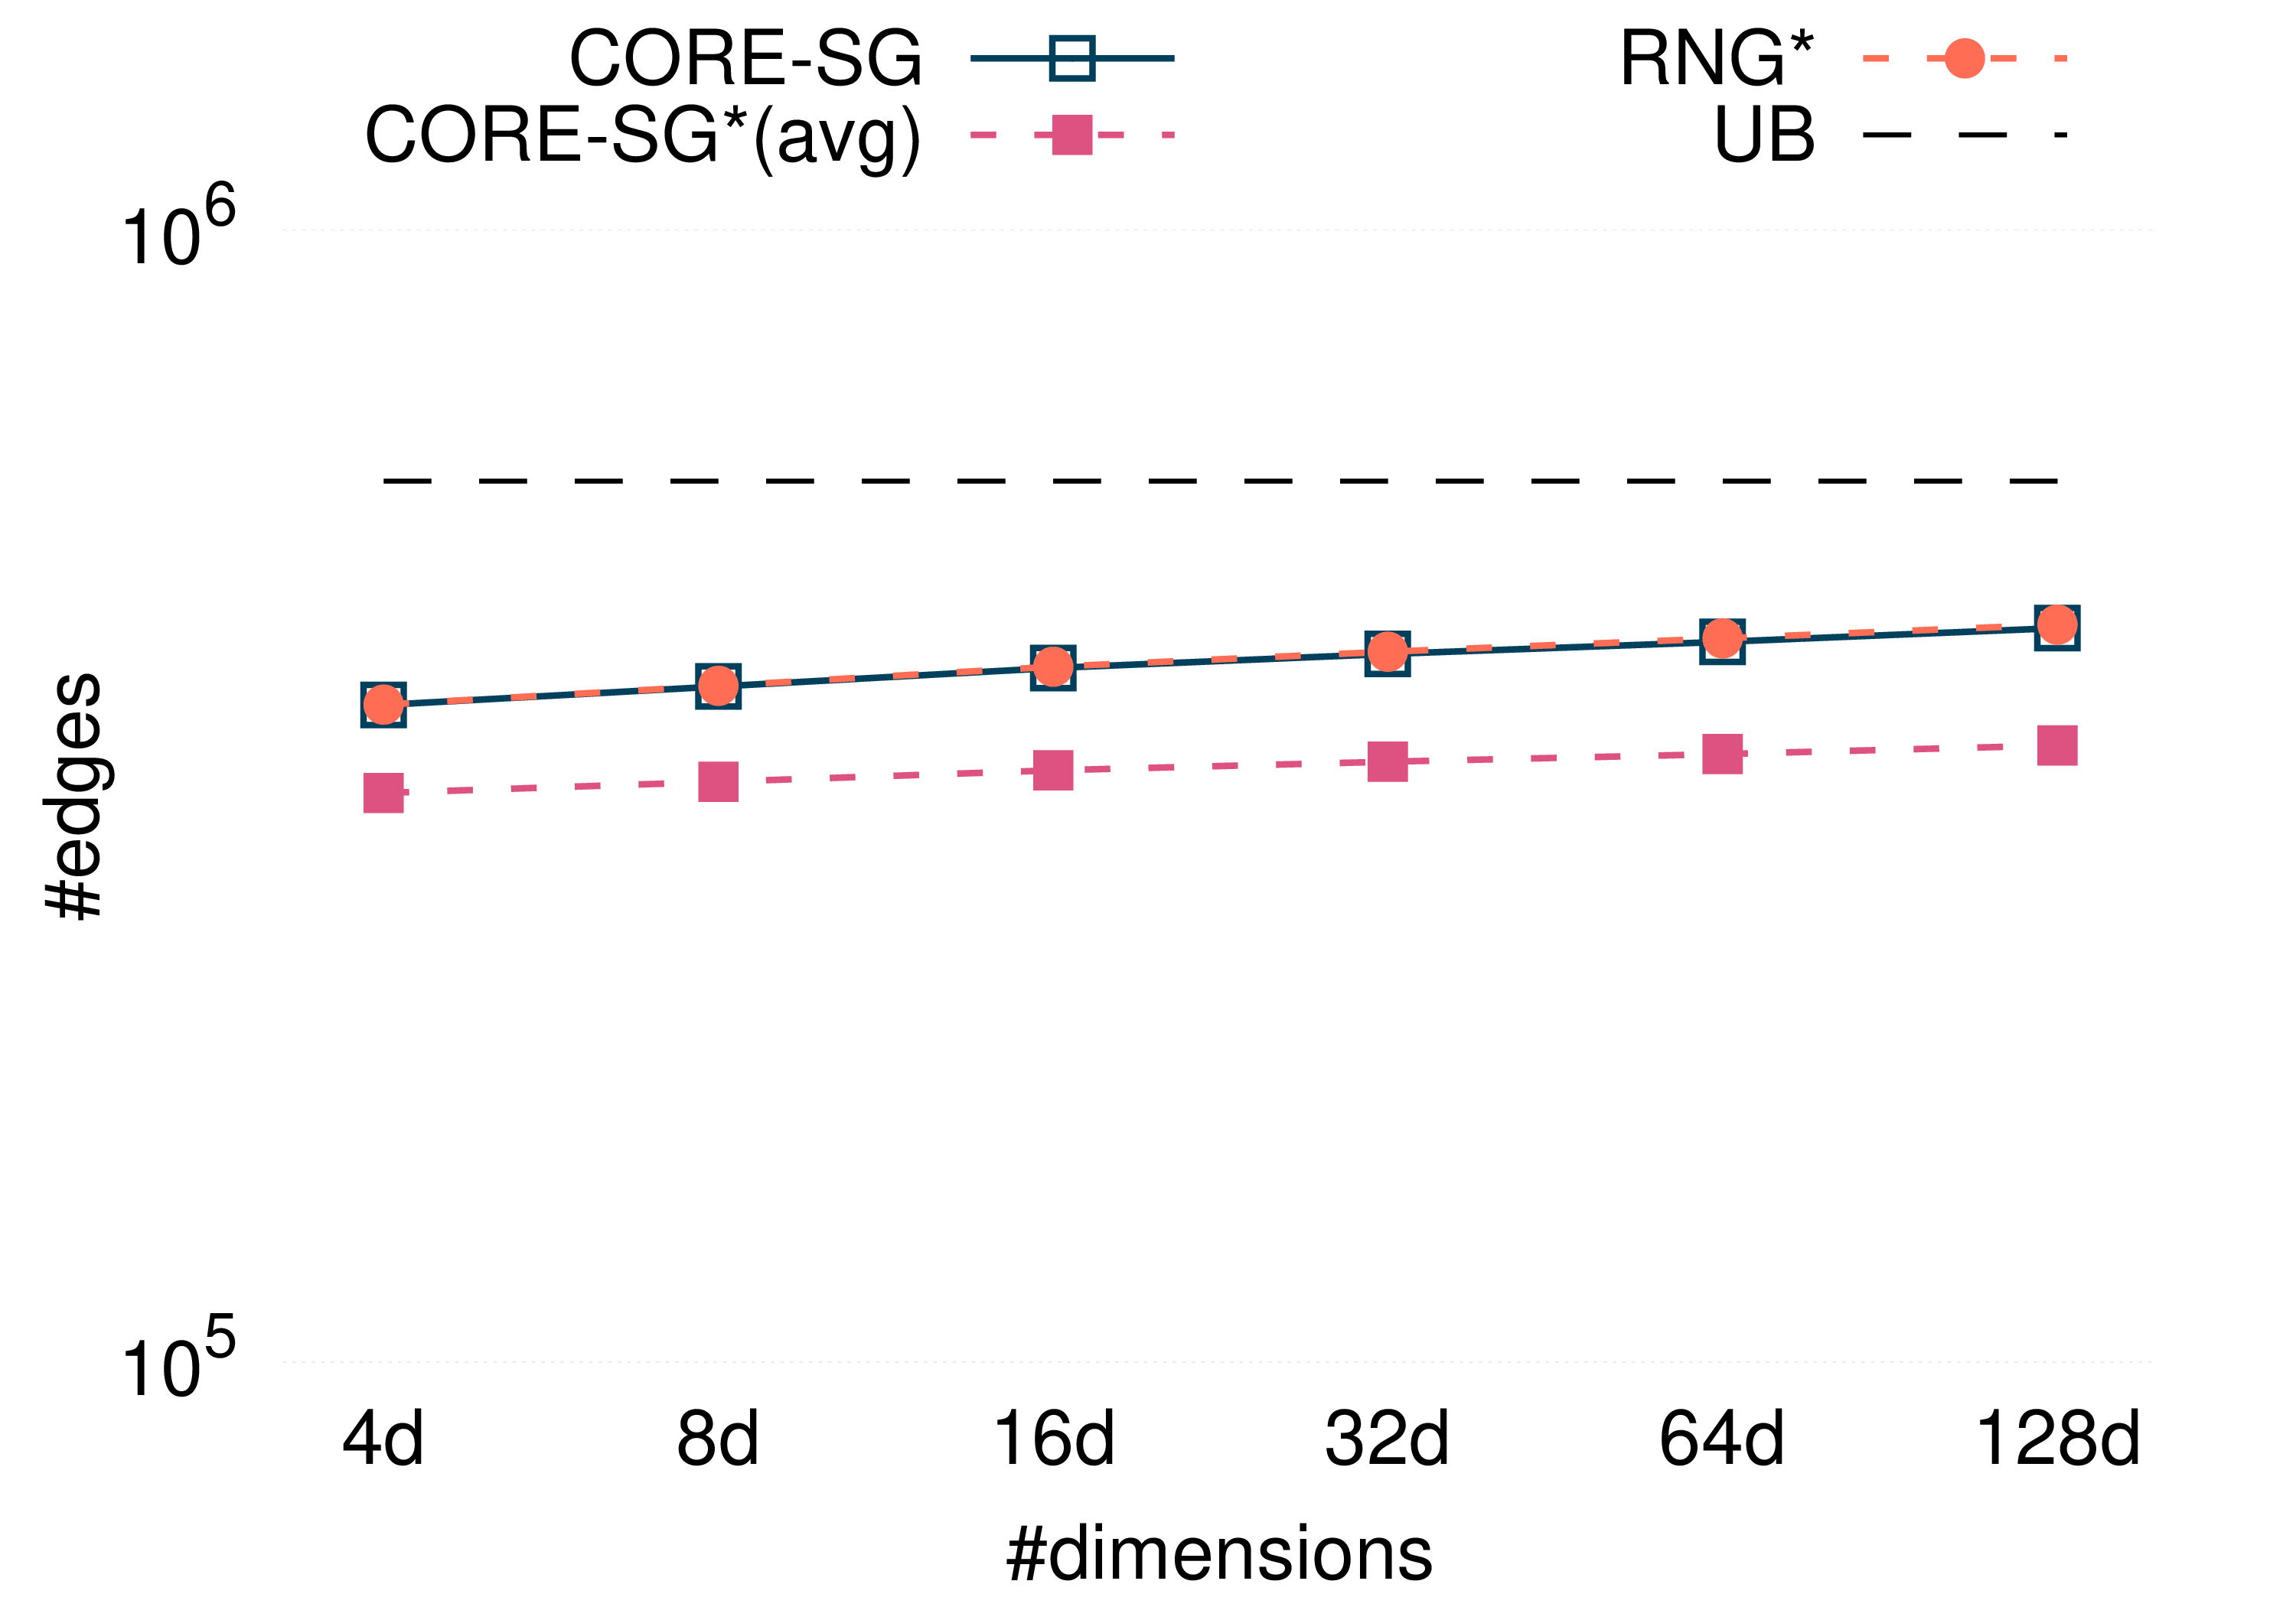 CORE-SG
RNG*
CORE-SG*(avg)
UB
10^6
#edges
10^5
4d 8d 16d 32d 64d 128d
#dimensions